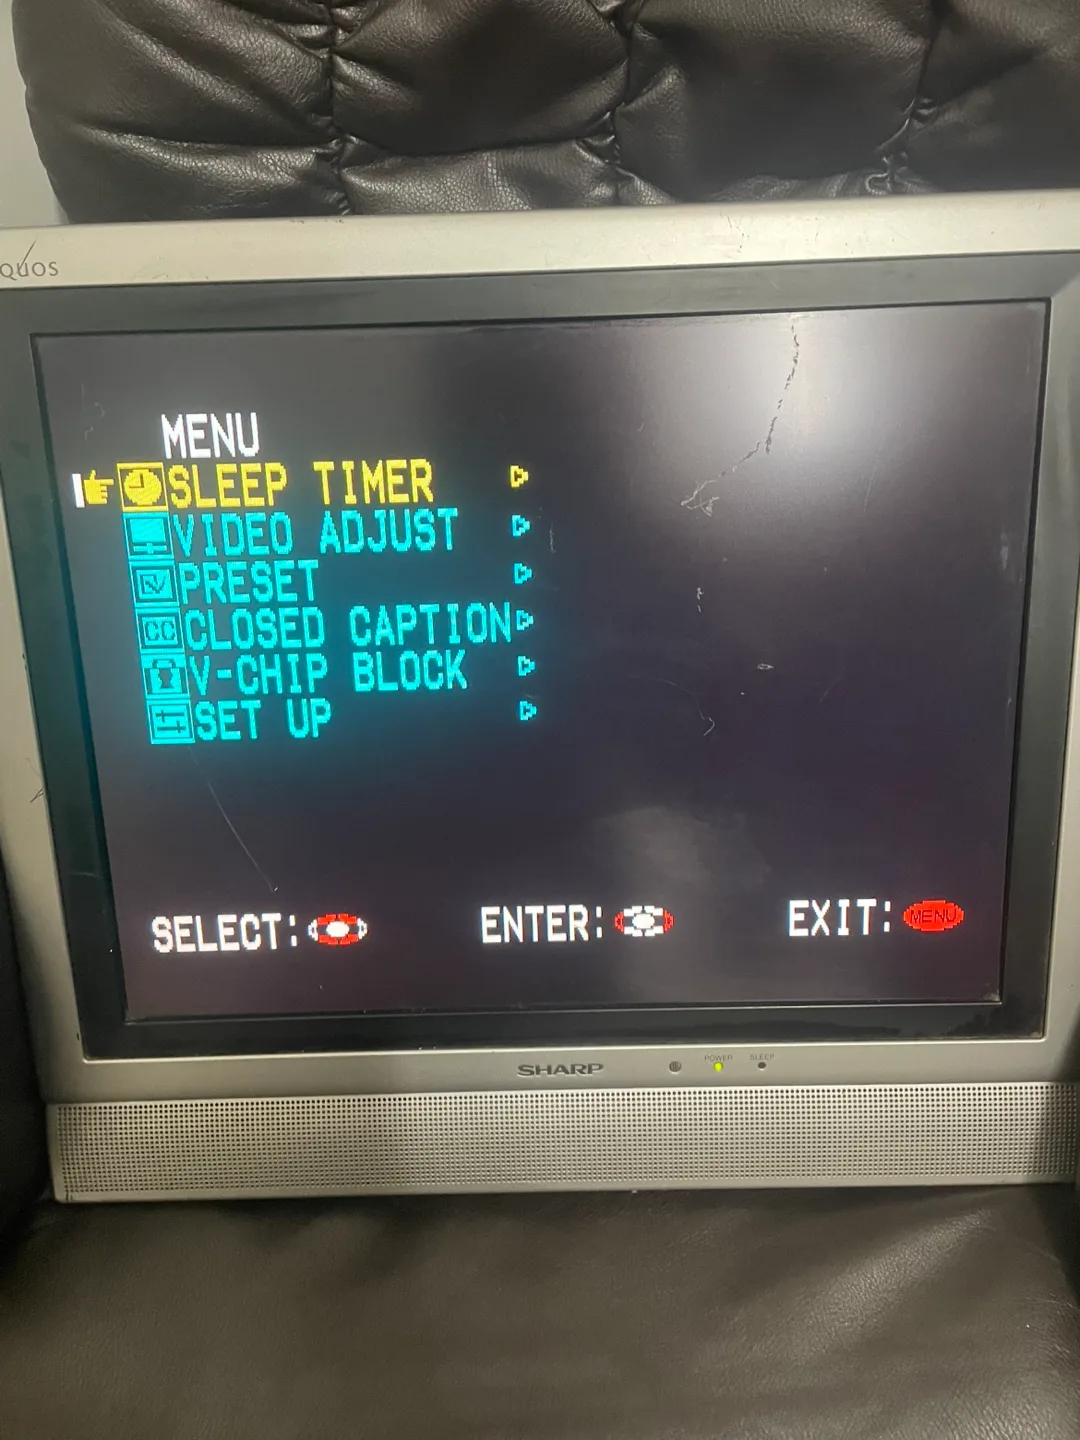 QUOS
MENU
SLEEP TIMER
VIDEO ADJUST
PRESET
CC CLOSED CAPTION
V-CHIP BLOCK
SET UP
SELECT: ENTER: EXIT: MENU
SHARP
POWER SLEEP